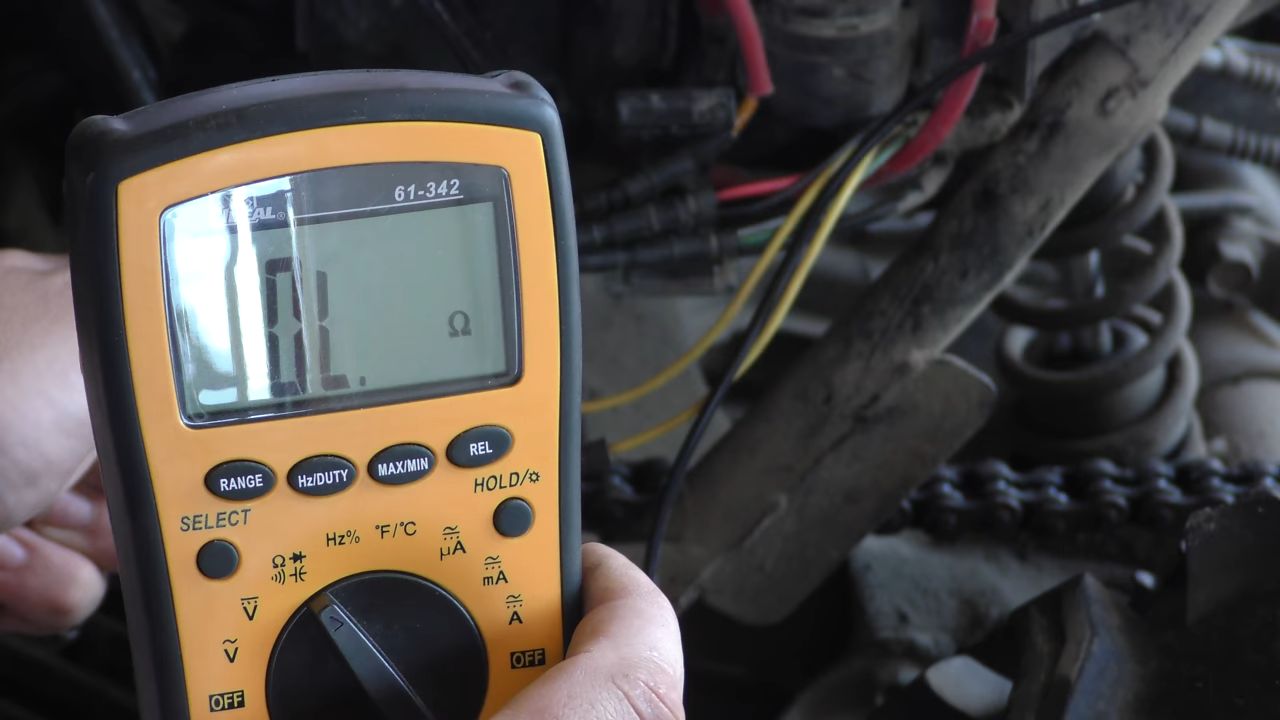 61-342
IDEAL®
0L.
Ω
RANGE
Hz/DUTY
MAX/MIN
REL
HOLD/☼
SELECT
Hz%
°F/°C
μA
mA
A
Ω
V
V
OFF
OFF